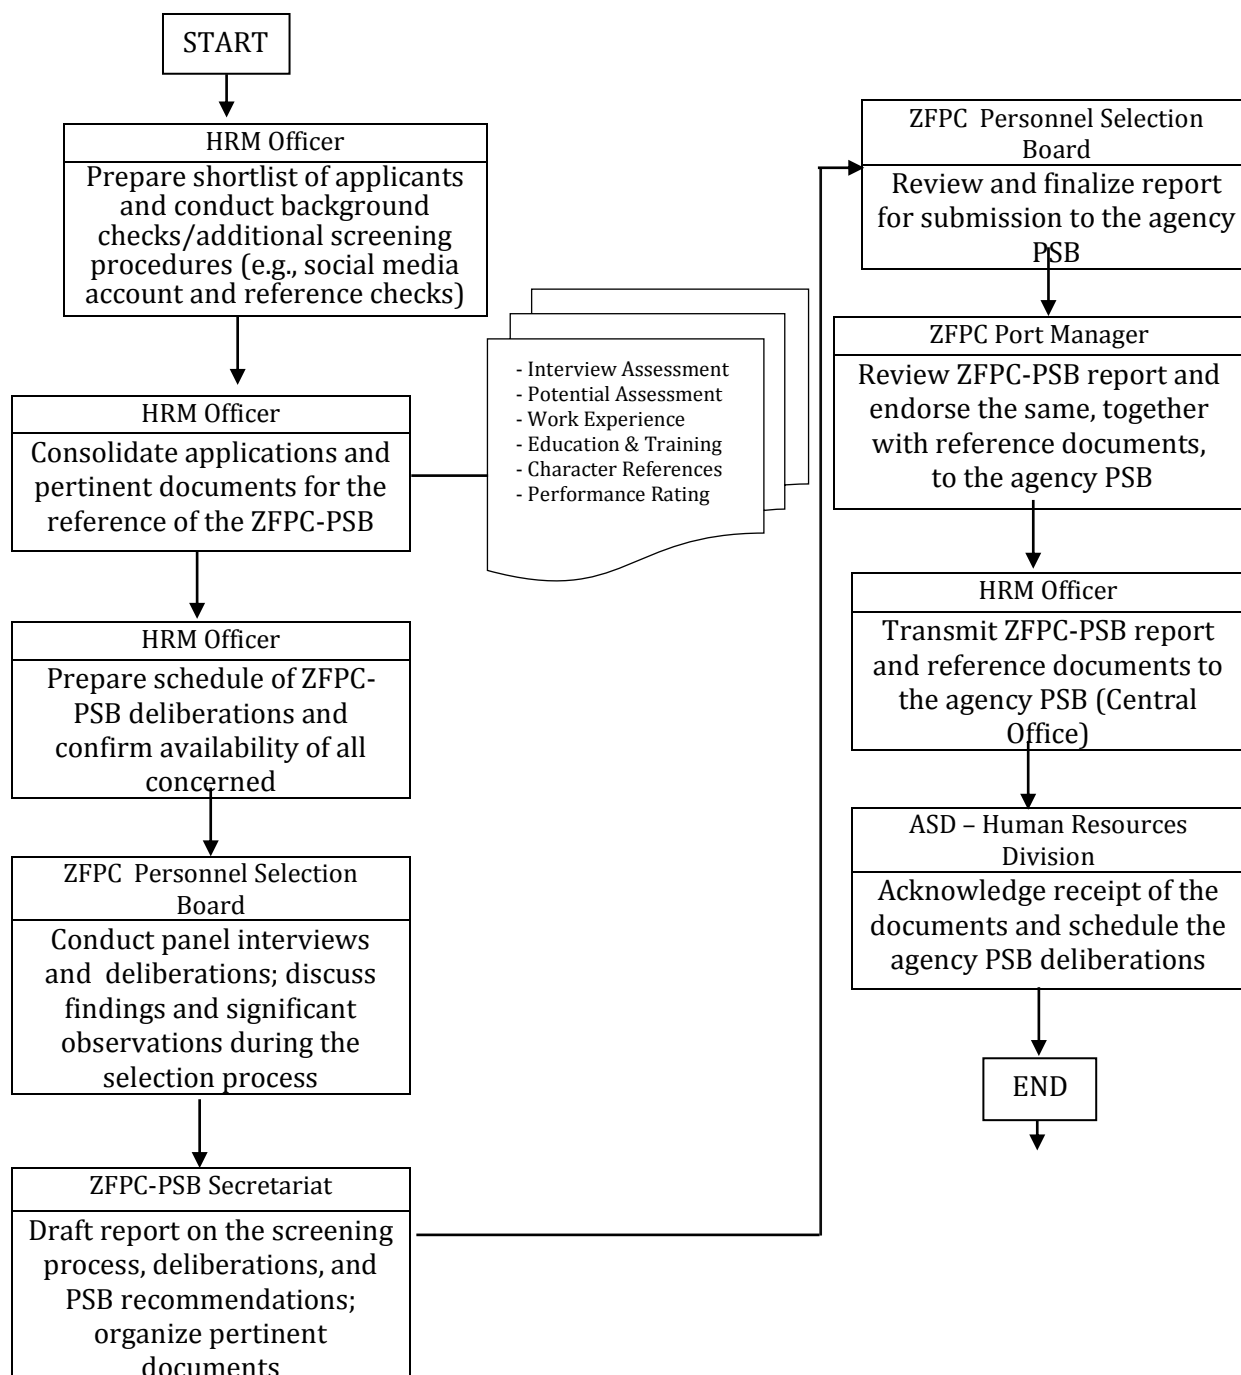 START
HRM Officer
Prepare shortlist of applicants
and conduct background
checks/additional screening
procedures (e.g., social media
account and reference checks)
HRM Officer
Consolidate applications and
pertinent documents for the
reference of the ZFPC-PSB
- Interview Assessment
- Potential Assessment
- Work Experience
- Education & Training
- Character References
- Performance Rating
HRM Officer
Prepare schedule of ZFPC-
PSB deliberations and
confirm availability of all
concerned
ZFPC Personnel Selection
Board
Conduct panel interviews
and deliberations; discuss
findings and significant
observations during the
selection process
ZFPC-PSB Secretariat
Draft report on the screening
process, deliberations, and
PSB recommendations;
organize pertinent
documents
ZFPC Personnel Selection
Board
Review and finalize report
for submission to the agency
PSB
ZFPC Port Manager
Review ZFPC-PSB report and
endorse the same, together
with reference documents,
to the agency PSB
HRM Officer
Transmit ZFPC-PSB report
and reference documents to
the agency PSB (Central
Office)
ASD – Human Resources
Division
Acknowledge receipt of the
documents and schedule the
agency PSB deliberations
END